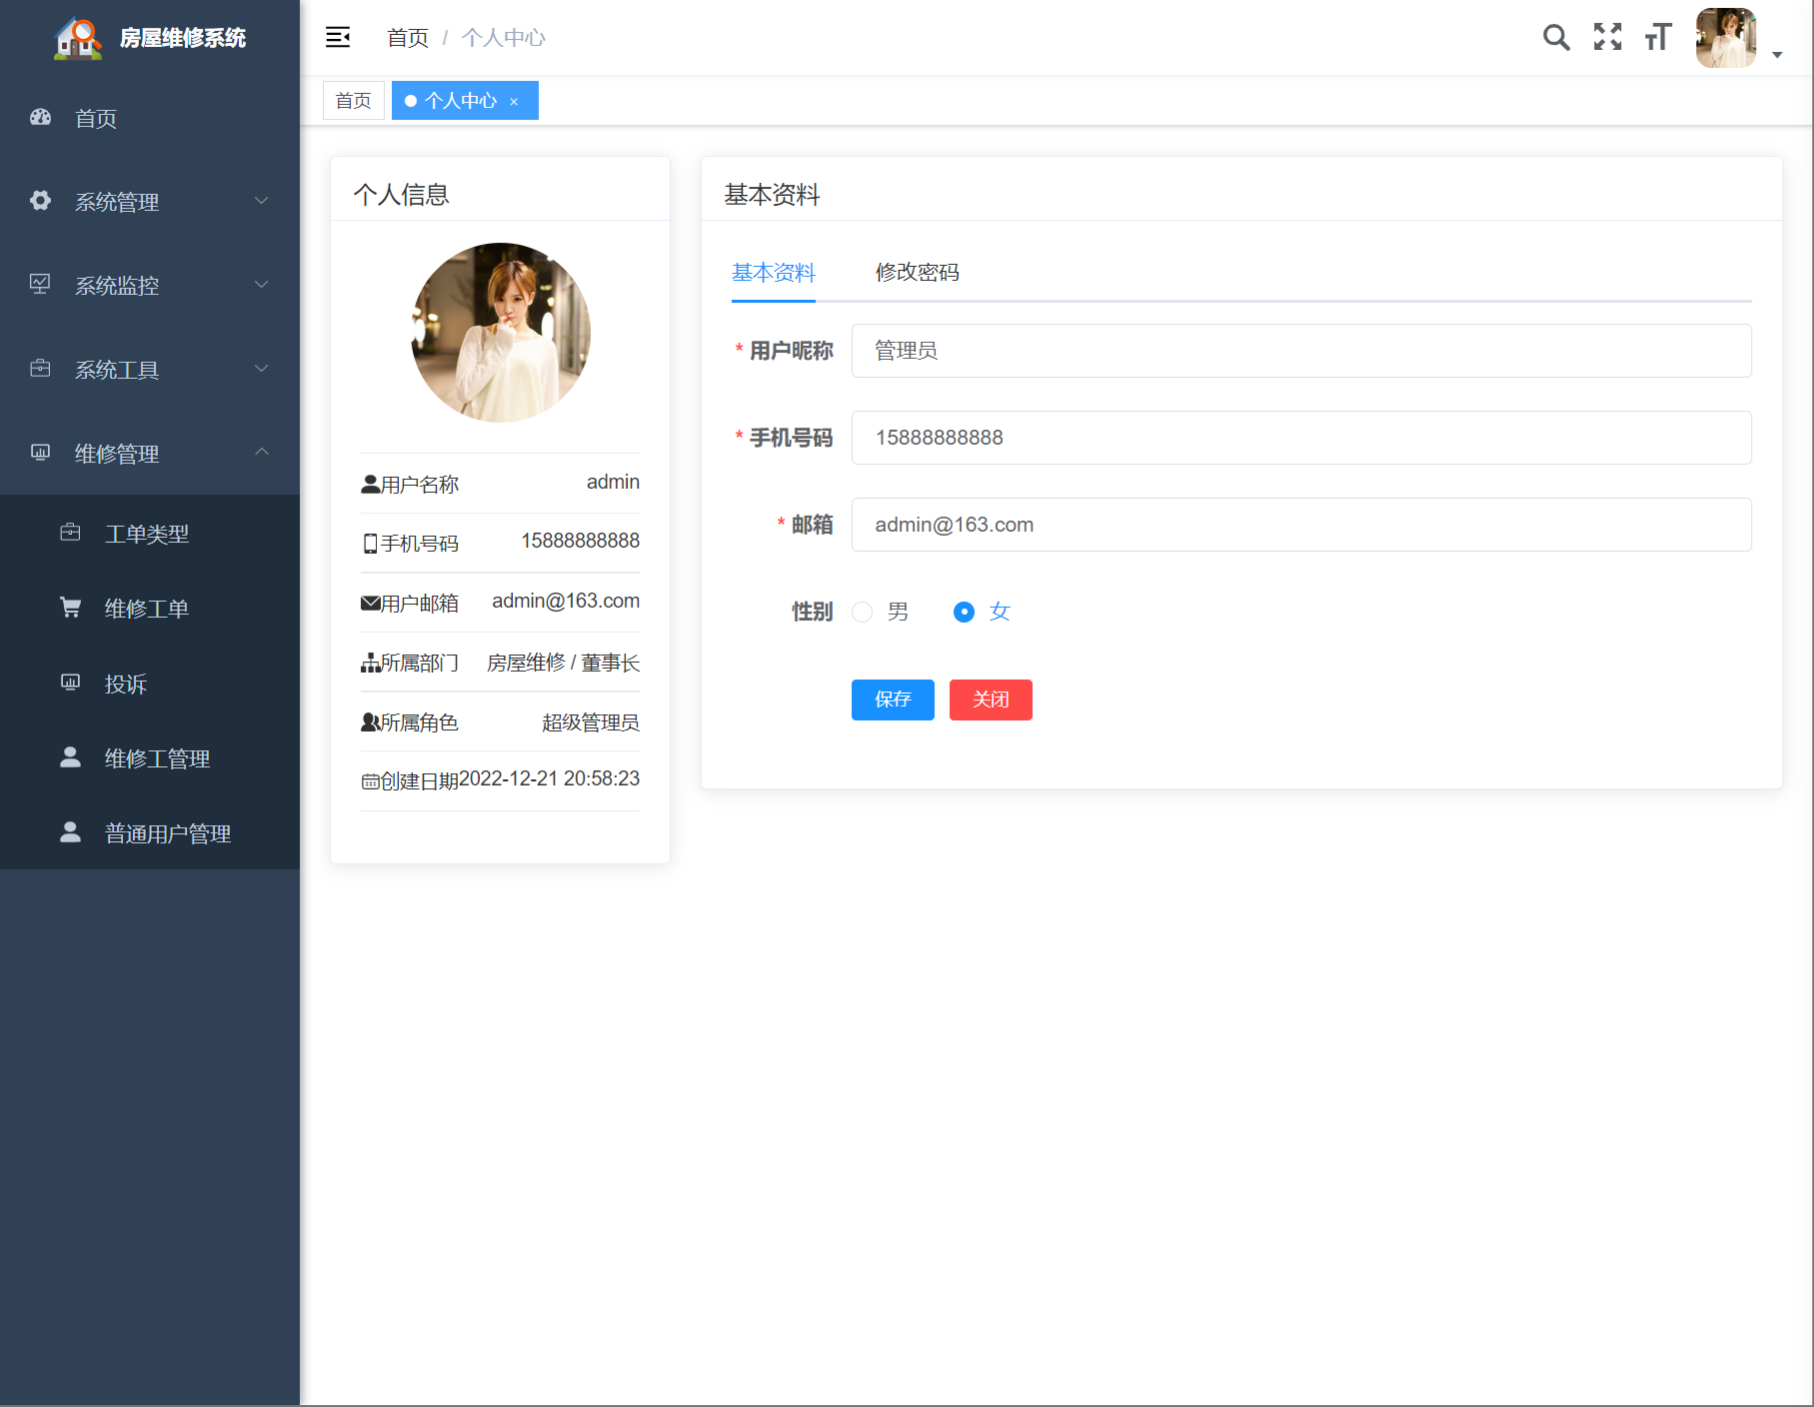 房屋维修系统
首页 / 个人中心
首页
个人中心 ×
首页
系统管理
系统监控
系统工具
维修管理
工单类型
维修工单
投诉
维修工管理
普通用户管理
个人信息
用户名称 admin
手机号码 15888888888
用户邮箱 admin@163.com
所属部门 房屋维修 / 董事长
所属角色 超级管理员
创建日期 2022-12-21 20:58:23
基本资料
基本资料 修改密码
* 用户昵称 管理员
* 手机号码 15888888888
* 邮箱 admin@163.com
性别 男 女
保存 关闭